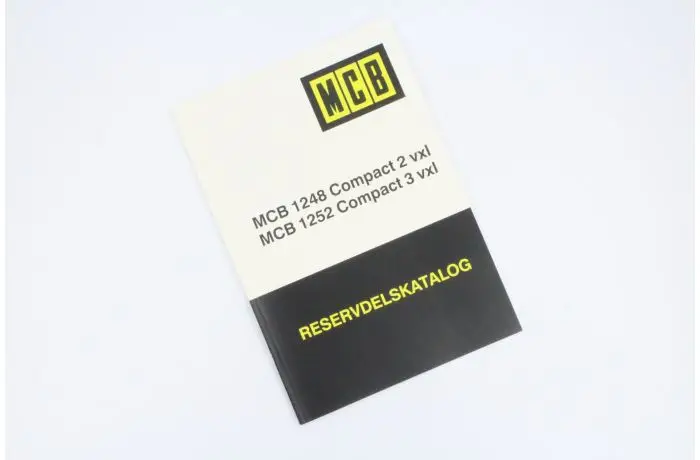 MCB
MCB 1248 Compact 2 vxl
MCB 1252 Compact 3 vxl
RESERVDELSKATALOG